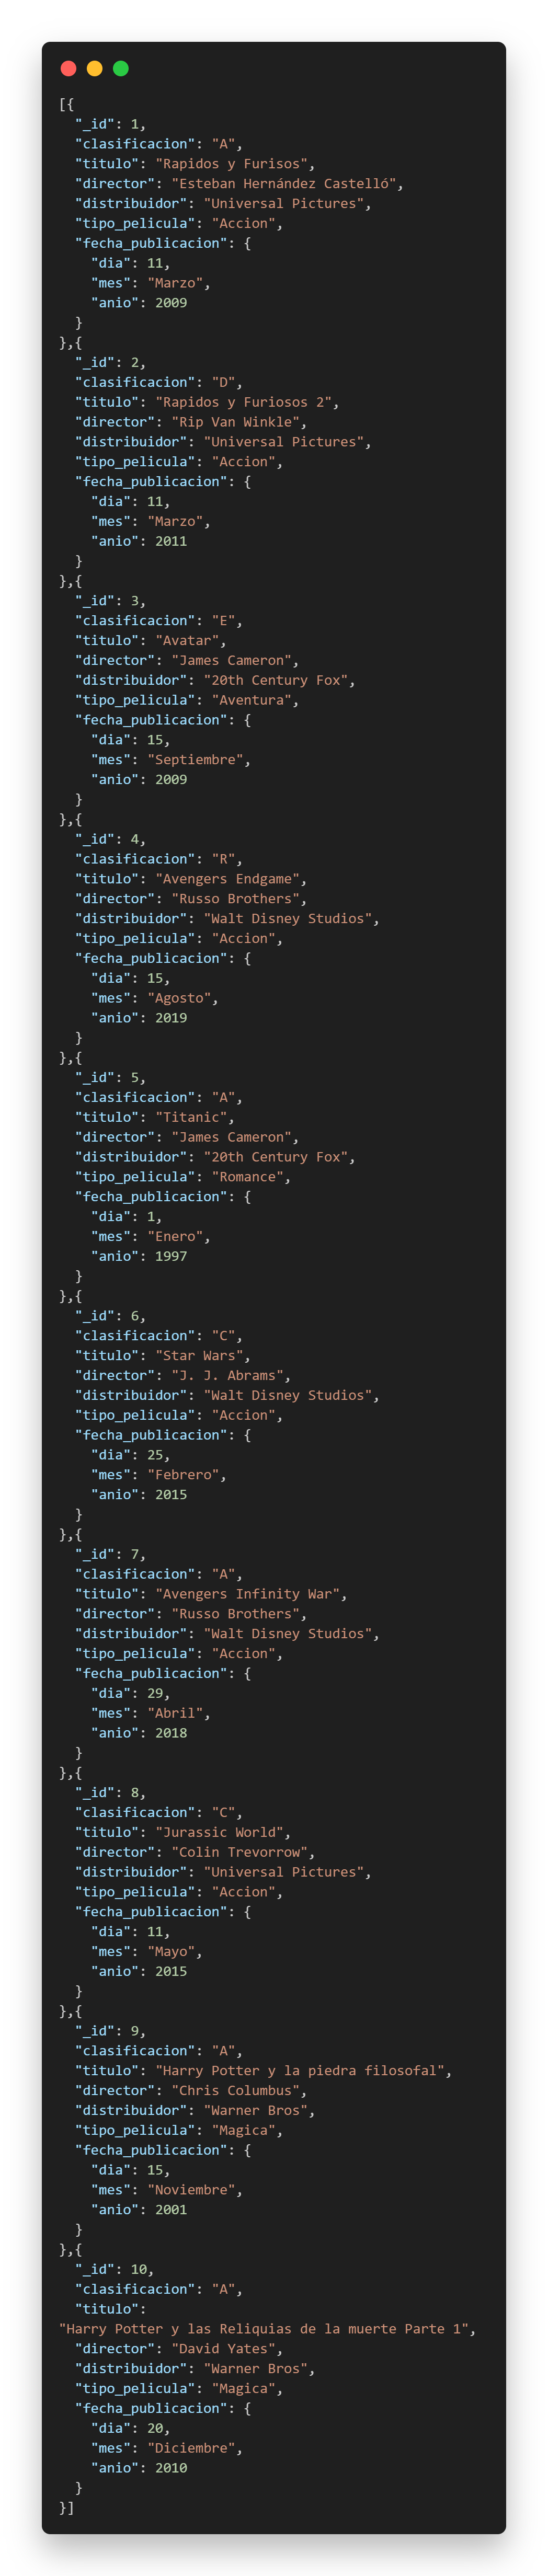 [{
  "_id": 1,
  "clasificacion": "A",
  "titulo": "Rapidos y Furisos",
  "director": "Esteban Hernández Castelló",
  "distribuidor": "Universal Pictures",
  "tipo_pelicula": "Accion",
  "fecha_publicacion": {
    "dia": 11,
    "mes": "Marzo",
    "anio": 2009
  }
},{
  "_id": 2,
  "clasificacion": "D",
  "titulo": "Rapidos y Furiosos 2",
  "director": "Rip Van Winkle",
  "distribuidor": "Universal Pictures",
  "tipo_pelicula": "Accion",
  "fecha_publicacion": {
    "dia": 11,
    "mes": "Marzo",
    "anio": 2011
  }
},{
  "_id": 3,
  "clasificacion": "E",
  "titulo": "Avatar",
  "director": "James Cameron",
  "distribuidor": "20th Century Fox",
  "tipo_pelicula": "Aventura",
  "fecha_publicacion": {
    "dia": 15,
    "mes": "Septiembre",
    "anio": 2009
  }
},{
  "_id": 4,
  "clasificacion": "R",
  "titulo": "Avengers Endgame",
  "director": "Russo Brothers",
  "distribuidor": "Walt Disney Studios",
  "tipo_pelicula": "Accion",
  "fecha_publicacion": {
    "dia": 15,
    "mes": "Agosto",
    "anio": 2019
  }
},{
  "_id": 5,
  "clasificacion": "A",
  "titulo": "Titanic",
  "director": "James Cameron",
  "distribuidor": "20th Century Fox",
  "tipo_pelicula": "Romance",
  "fecha_publicacion": {
    "dia": 1,
    "mes": "Enero",
    "anio": 1997
  }
},{
  "_id": 6,
  "clasificacion": "C",
  "titulo": "Star Wars",
  "director": "J. J. Abrams",
  "distribuidor": "Walt Disney Studios",
  "tipo_pelicula": "Accion",
  "fecha_publicacion": {
    "dia": 25,
    "mes": "Febrero",
    "anio": 2015
  }
},{
  "_id": 7,
  "clasificacion": "A",
  "titulo": "Avengers Infinity War",
  "director": "Russo Brothers",
  "distribuidor": "Walt Disney Studios",
  "tipo_pelicula": "Accion",
  "fecha_publicacion": {
    "dia": 29,
    "mes": "Abril",
    "anio": 2018
  }
},{
  "_id": 8,
  "clasificacion": "C",
  "titulo": "Jurassic World",
  "director": "Colin Trevorrow",
  "distribuidor": "Universal Pictures",
  "tipo_pelicula": "Accion",
  "fecha_publicacion": {
    "dia": 11,
    "mes": "Mayo",
    "anio": 2015
  }
},{
  "_id": 9,
  "clasificacion": "A",
  "titulo": "Harry Potter y la piedra filosofal",
  "director": "Chris Columbus",
  "distribuidor": "Warner Bros",
  "tipo_pelicula": "Magica",
  "fecha_publicacion": {
    "dia": 15,
    "mes": "Noviembre",
    "anio": 2001
  }
},{
  "_id": 10,
  "clasificacion": "A",
  "titulo":
"Harry Potter y las Reliquias de la muerte Parte 1",
  "director": "David Yates",
  "distribuidor": "Warner Bros",
  "tipo_pelicula": "Magica",
  "fecha_publicacion": {
    "dia": 20,
    "mes": "Diciembre",
    "anio": 2010
  }
}]